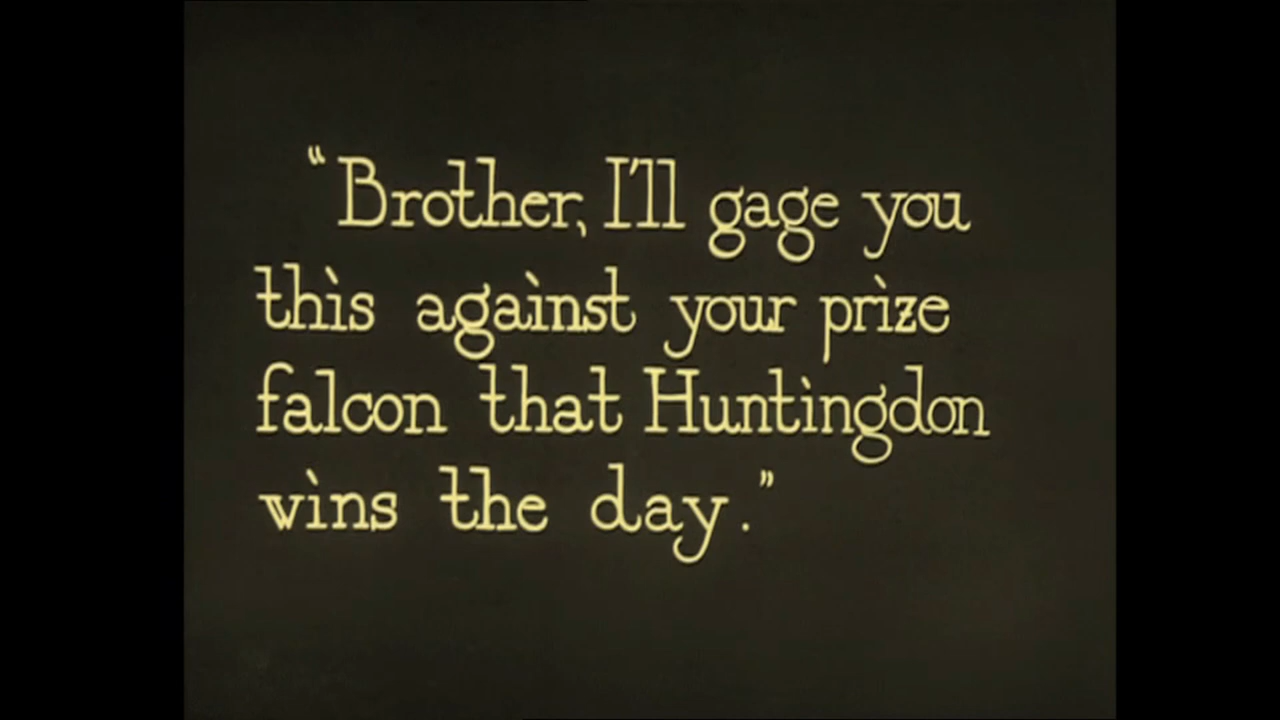 “Brother, I'll gage you
this against your prize
falcon that Huntingdon
wins the day.”